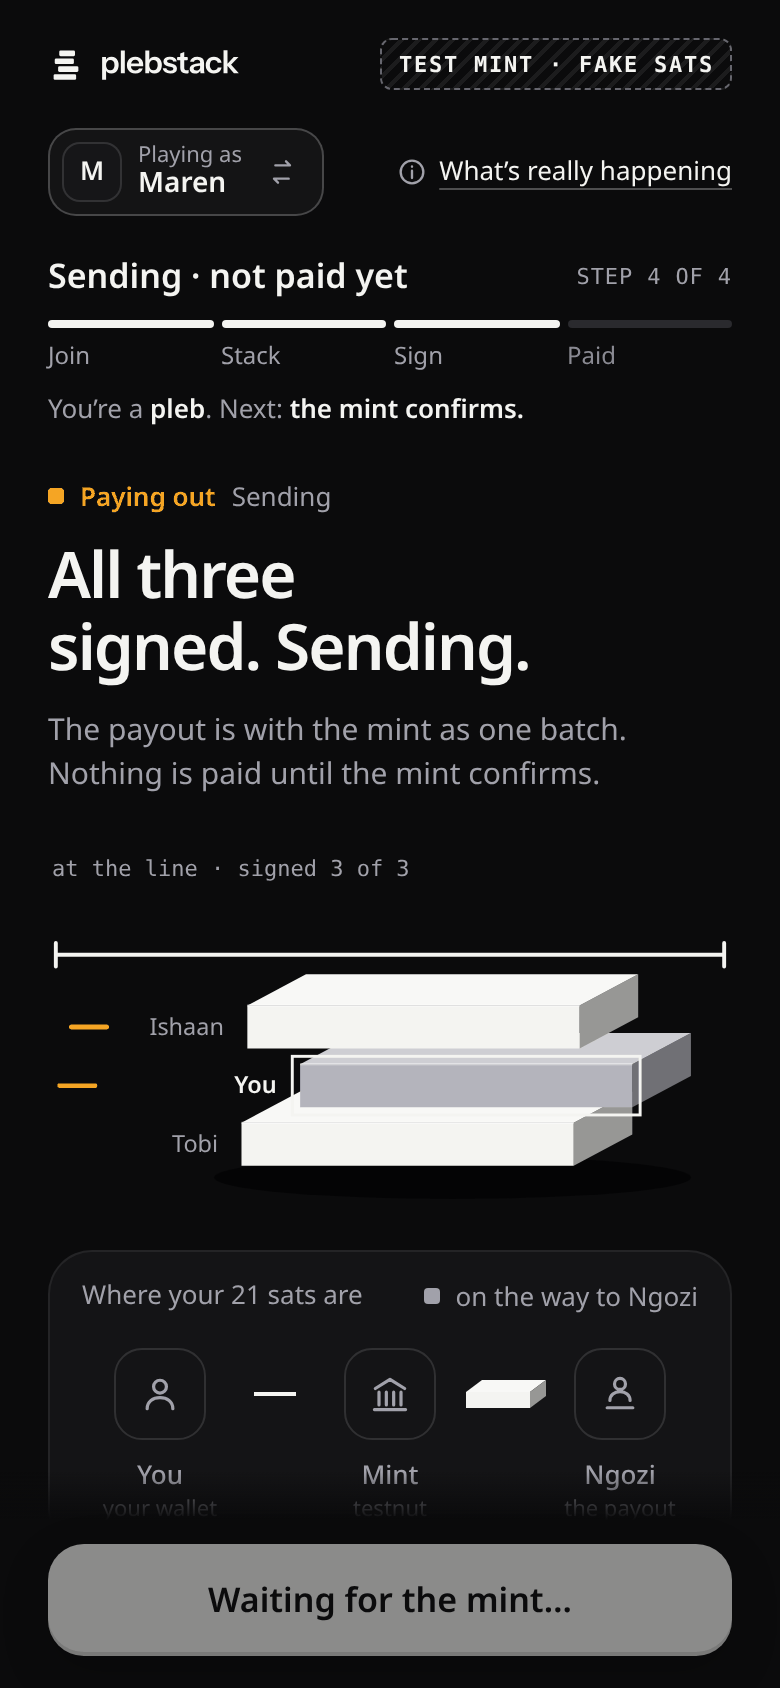 plebstack
TEST MINT · FAKE SATS
M
Playing as
Maren
What’s really happening
Sending · not paid yet
STEP 4 OF 4
Join
Stack
Sign
Paid
You’re a pleb. Next: the mint confirms.
Paying out Sending
All three
signed. Sending.
The payout is with the mint as one batch.
Nothing is paid until the mint confirms.
at the line · signed 3 of 3
Ishaan
You
Tobi
Where your 21 sats are
on the way to Ngozi
You
Mint
Ngozi
your wallet
testnut
the payout
Waiting for the mint…